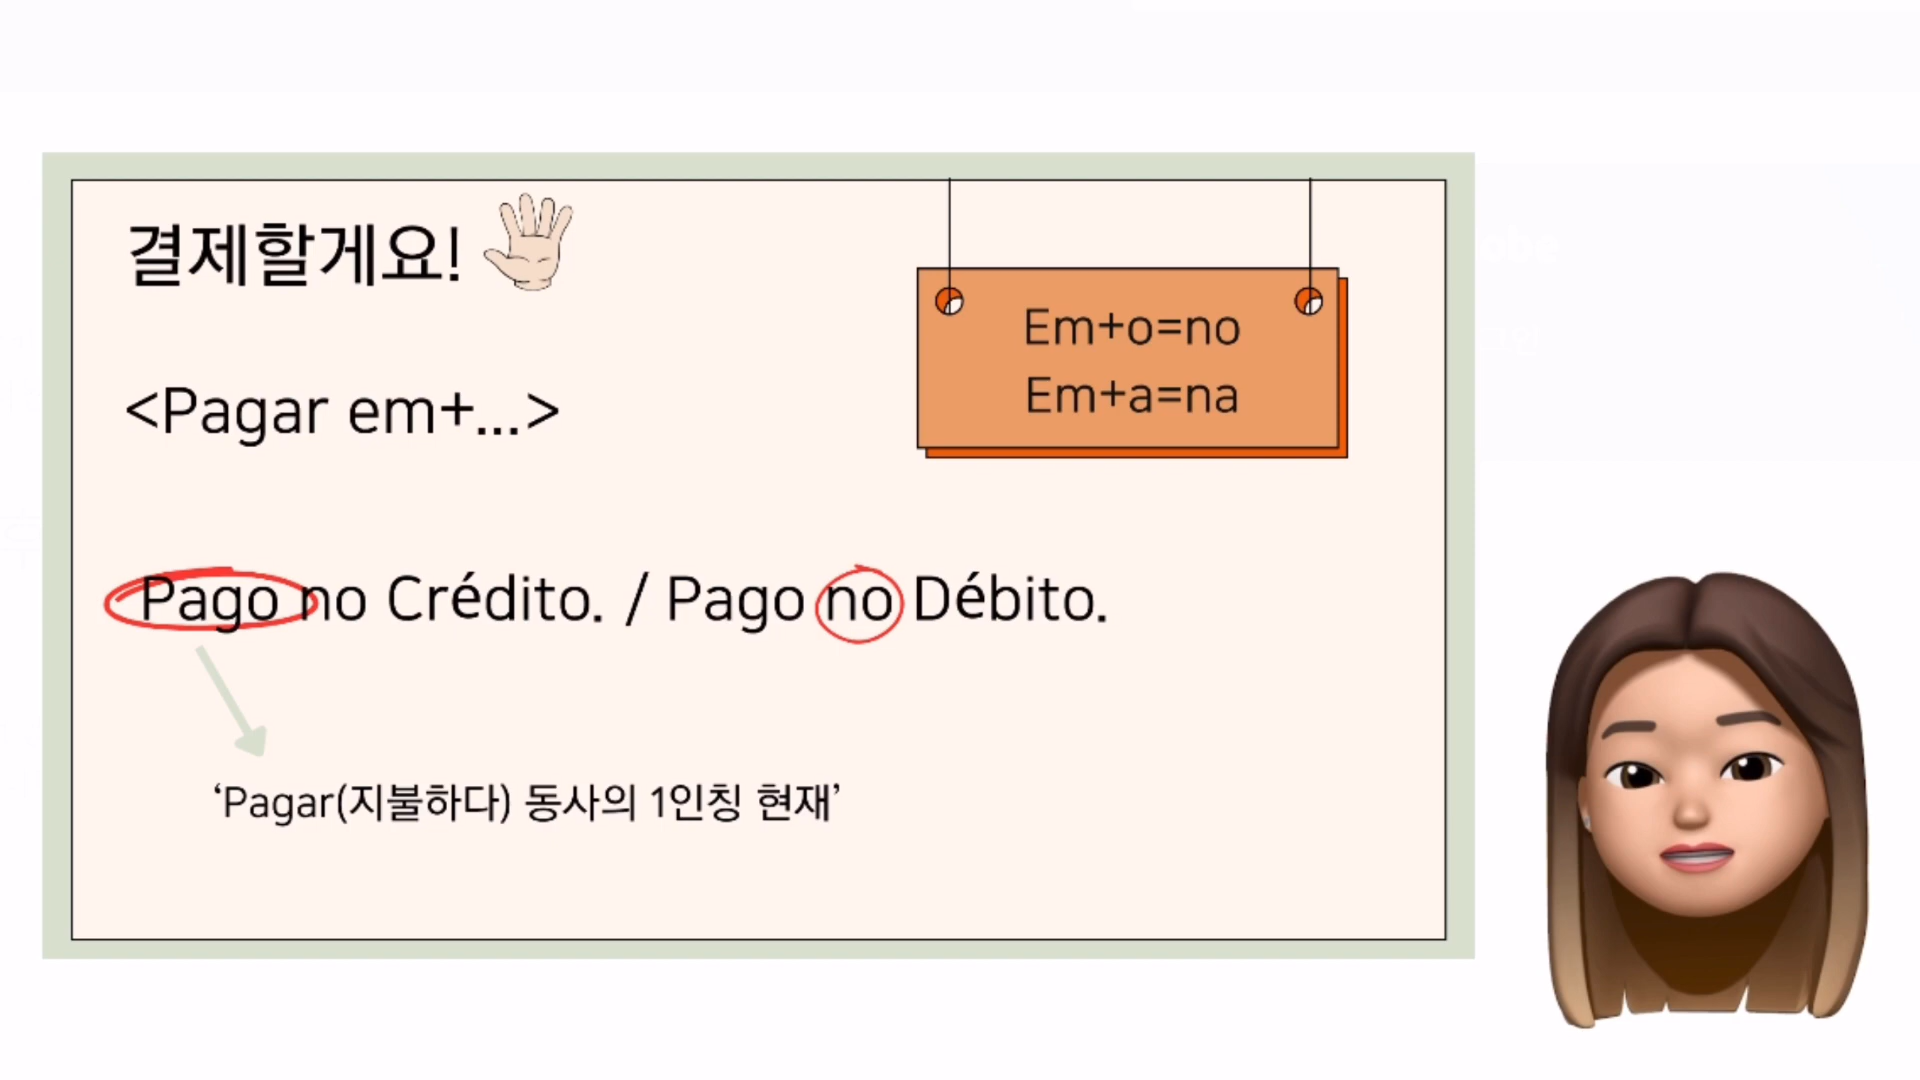 결제할게요!
Em+o=no
Em+a=na
<Pagar em+...>
Pago no Crédito. / Pago no Débito.
‘Pagar(지불하다) 동사의 1인칭 현재’